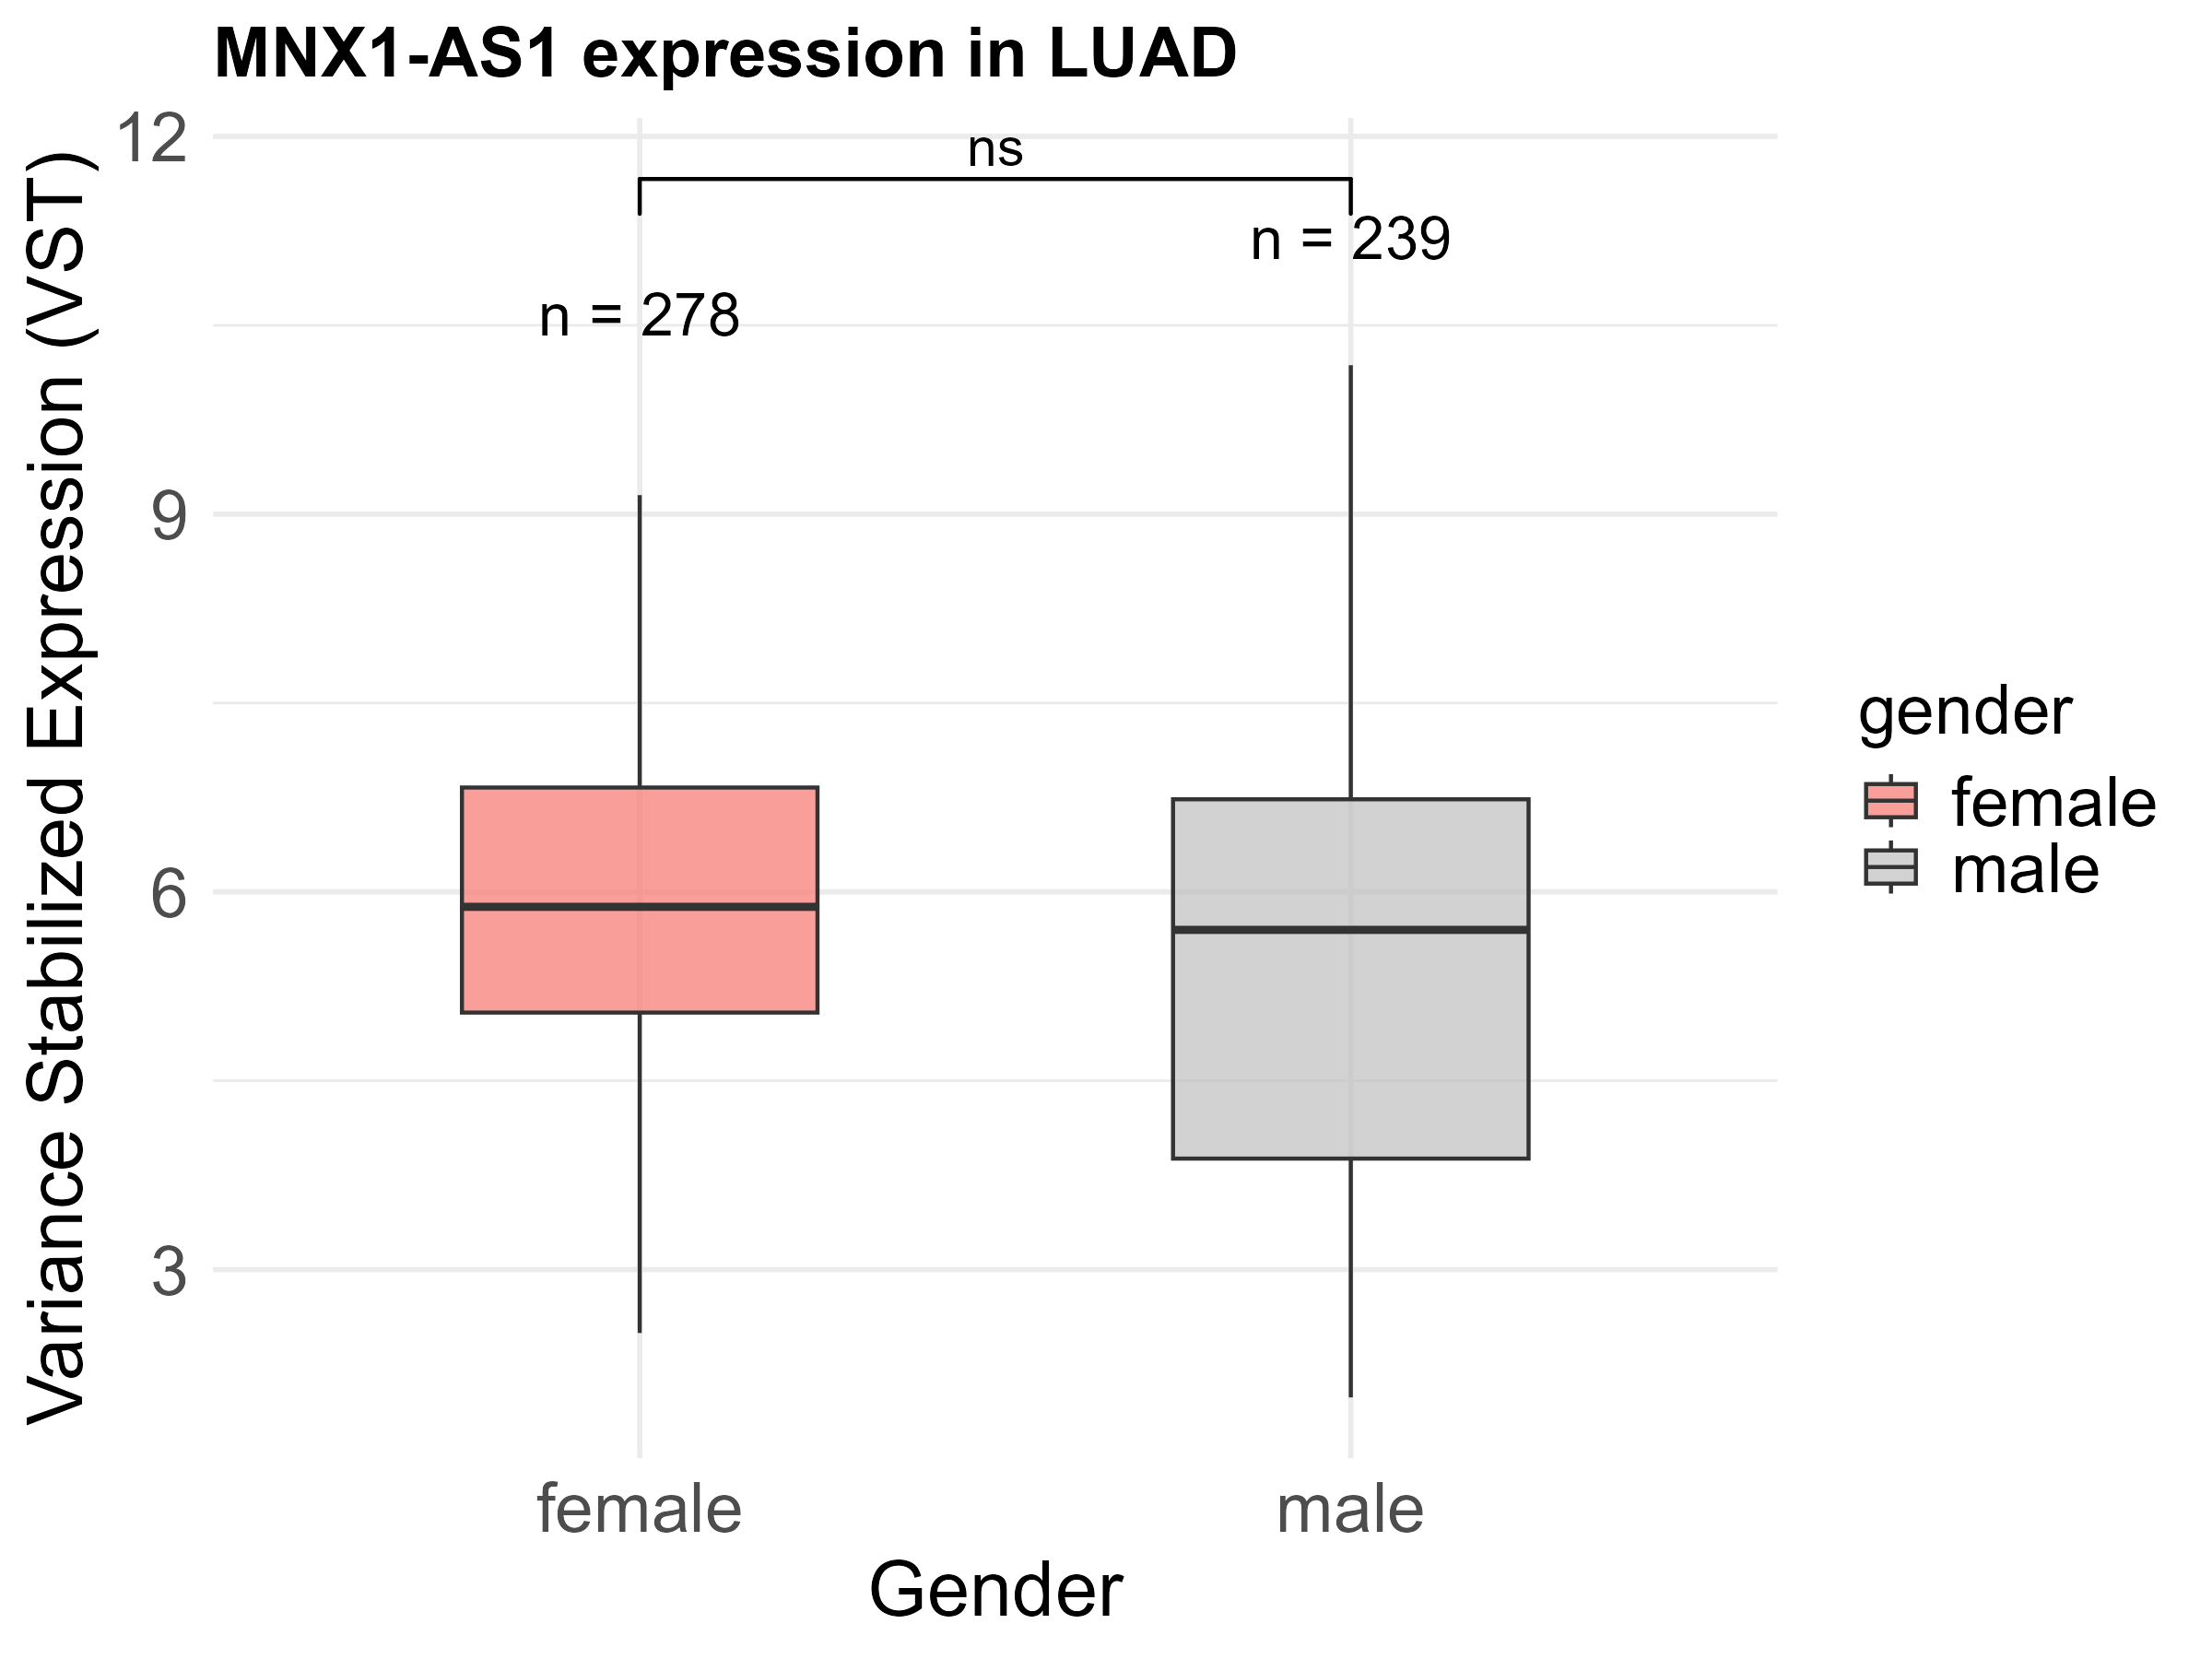 MNX1-AS1 expression in LUAD
Variance Stabilized Expression (VST)
12
9
6
3
ns
n = 278
n = 239
female
male
Gender
gender
female
male